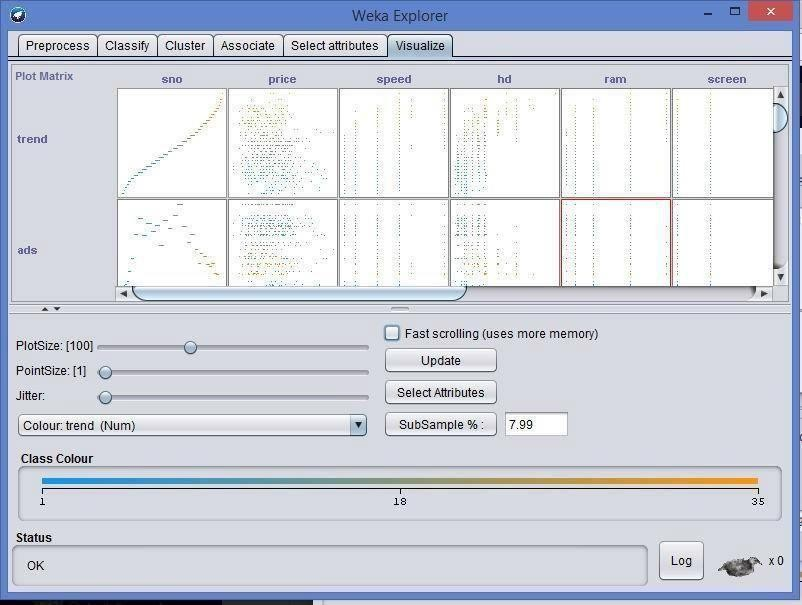 Weka Explorer
Preprocess Classify Cluster Associate Select attributes Visualize
Plot Matrix sno price speed hd ram screen
trend
ads
PlotSize: [100]
PointSize: [1]
Jitter:
Fast scrolling (uses more memory)
Update
Select Attributes
Colour: trend (Num)
SubSample % : 7.99
Class Colour
1 18 35
Status
OK
Log
x 0